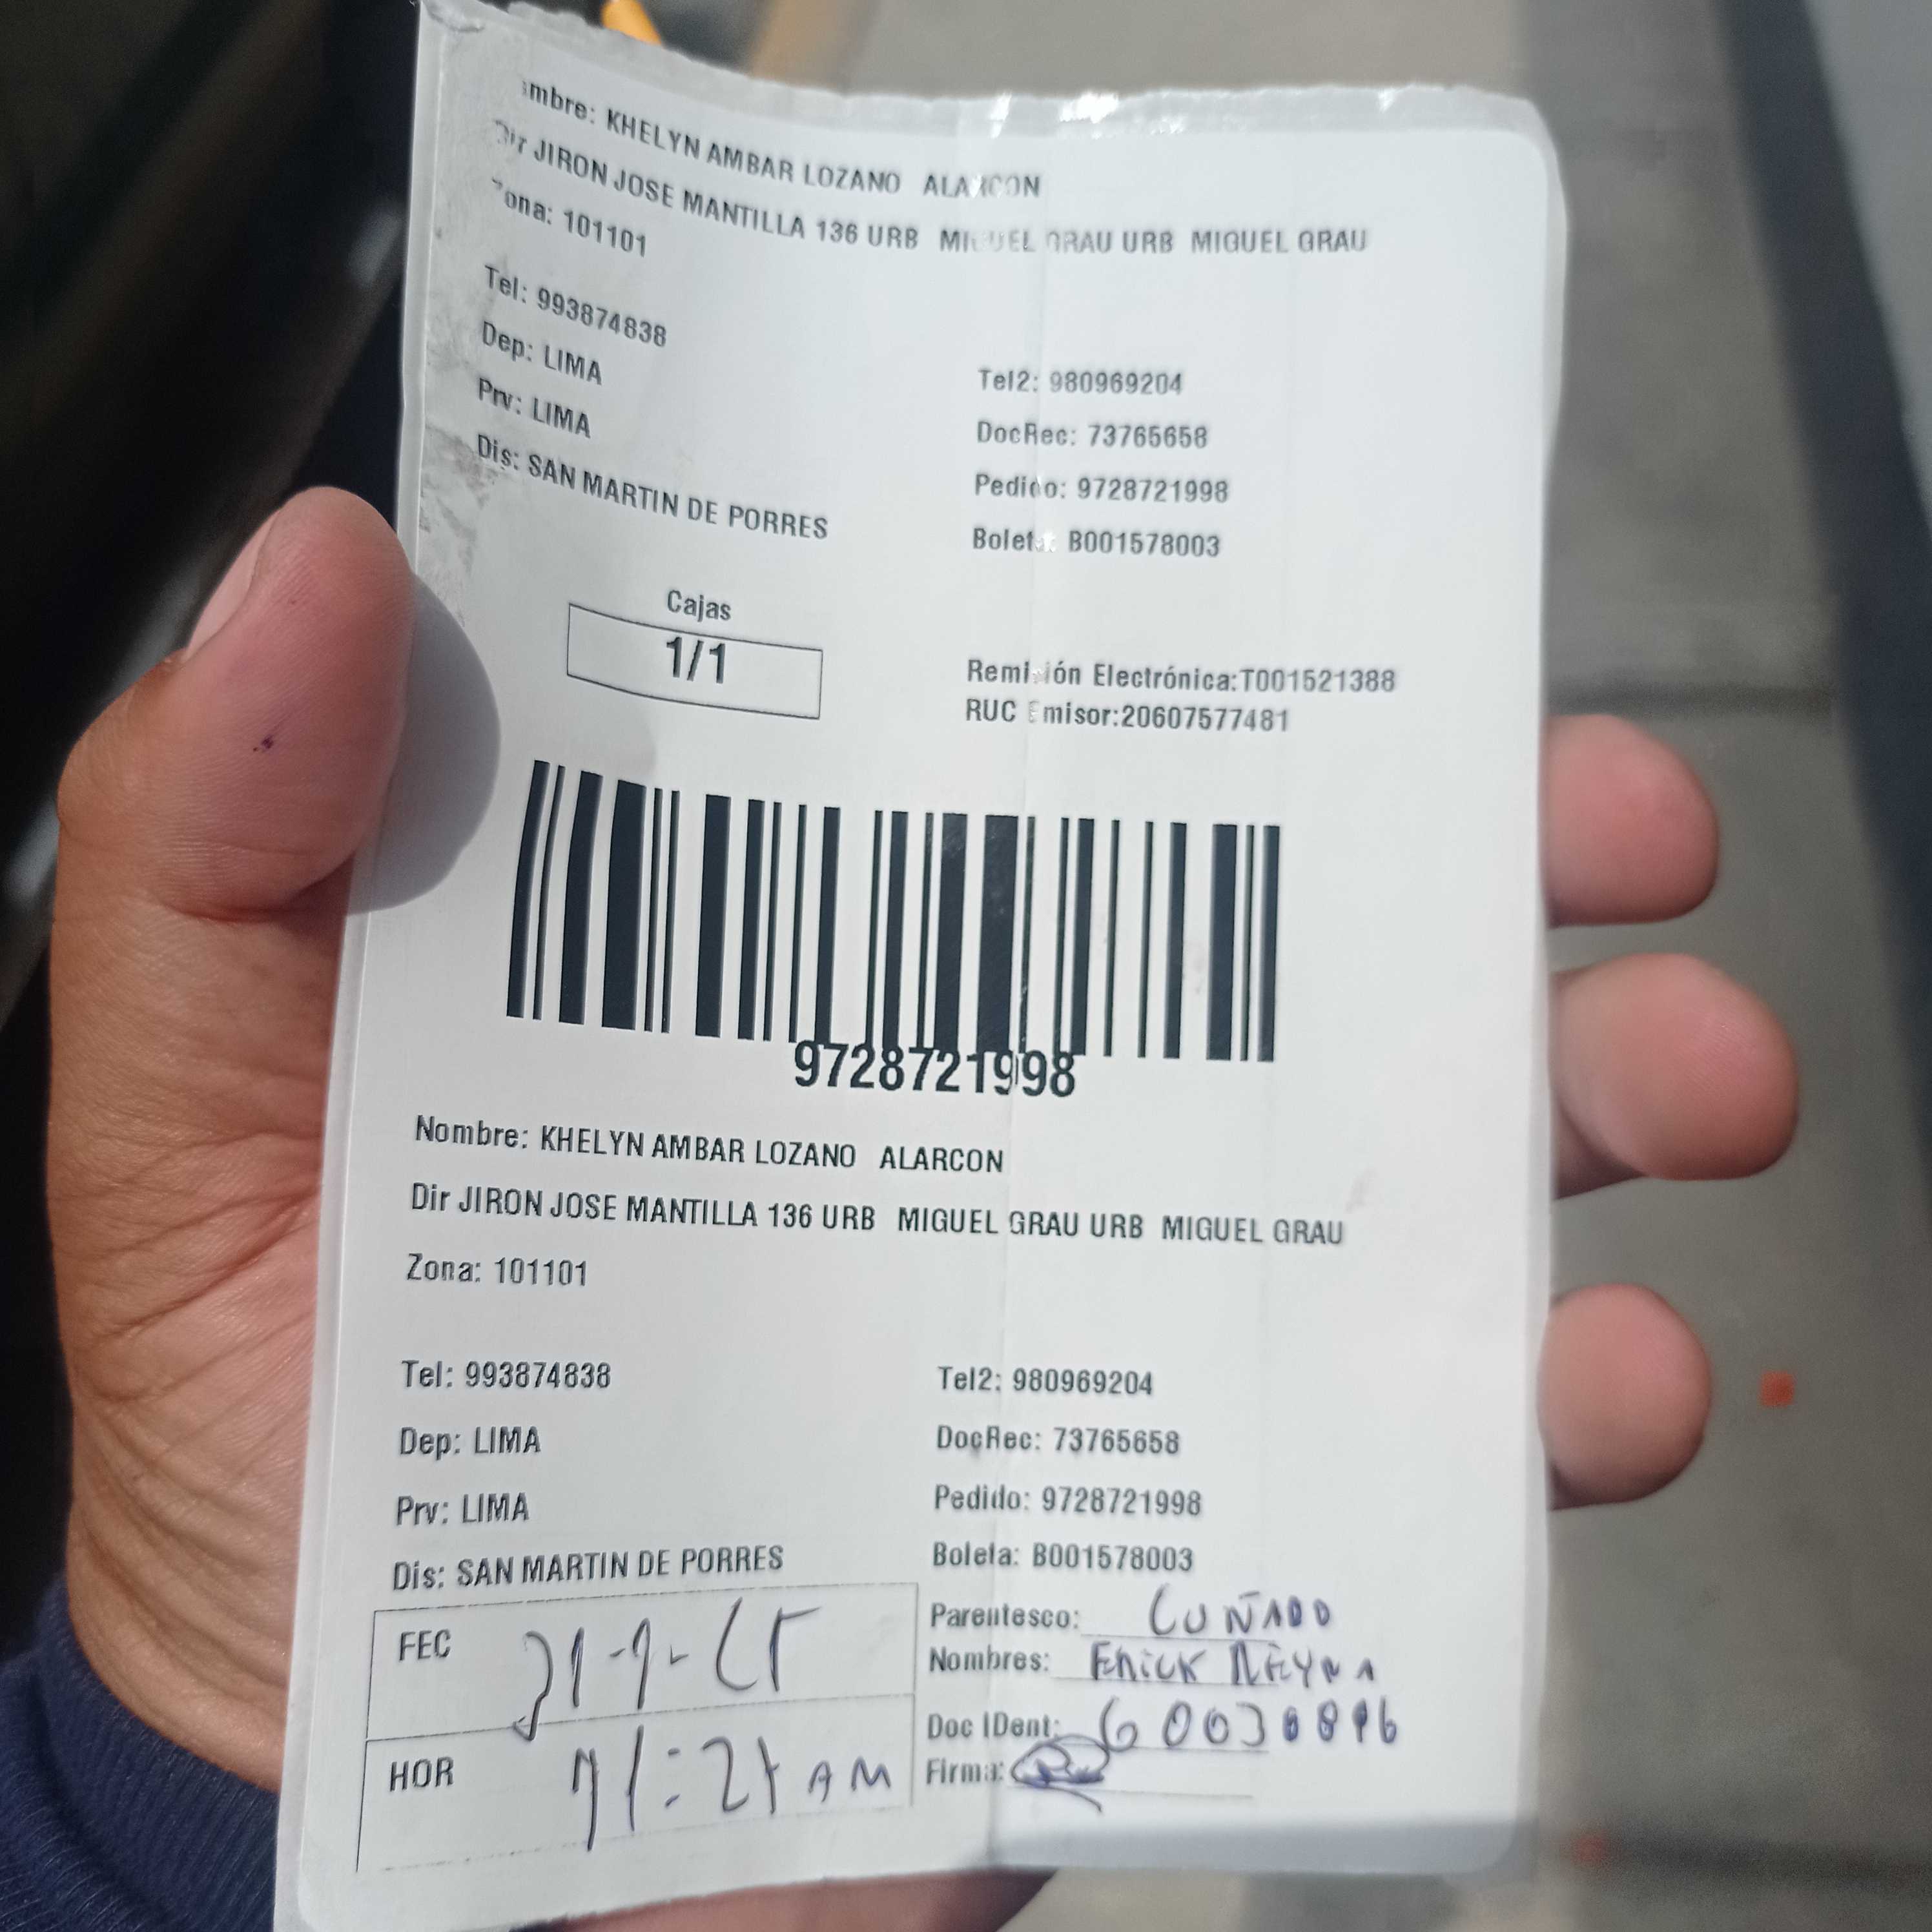 mbre: KHELYN AMBAR LOZANO ALARCON
Dir JIRON JOSE MANTILLA 136 URB MIGUEL GRAU URB MIGUEL GRAU
Zona: 101101
Tel: 993874838
Tel2: 980969204
Dep: LIMA
DocRec: 73765658
Prv: LIMA
Pedido: 9728721998
Dis: SAN MARTIN DE PORRES
Boleta: B001578003
Cajas
1/1
Remisión Electrónica:T001521388
RUC Emisor:20607577481
9728721998
Nombre: KHELYN AMBAR LOZANO ALARCON
Dir JIRON JOSE MANTILLA 136 URB MIGUEL GRAU URB MIGUEL GRAU
Zona: 101101
Tel: 993874838
Tel2: 980969204
Dep: LIMA
DocRec: 73765658
Prv: LIMA
Pedido: 9728721998
Dis: SAN MARTIN DE PORRES
Boleta: B001578003
FEC
HOR
AM
Parentesco: CUÑADO
Nombres: ERICK REYNA
Doc IDent:
Firma: